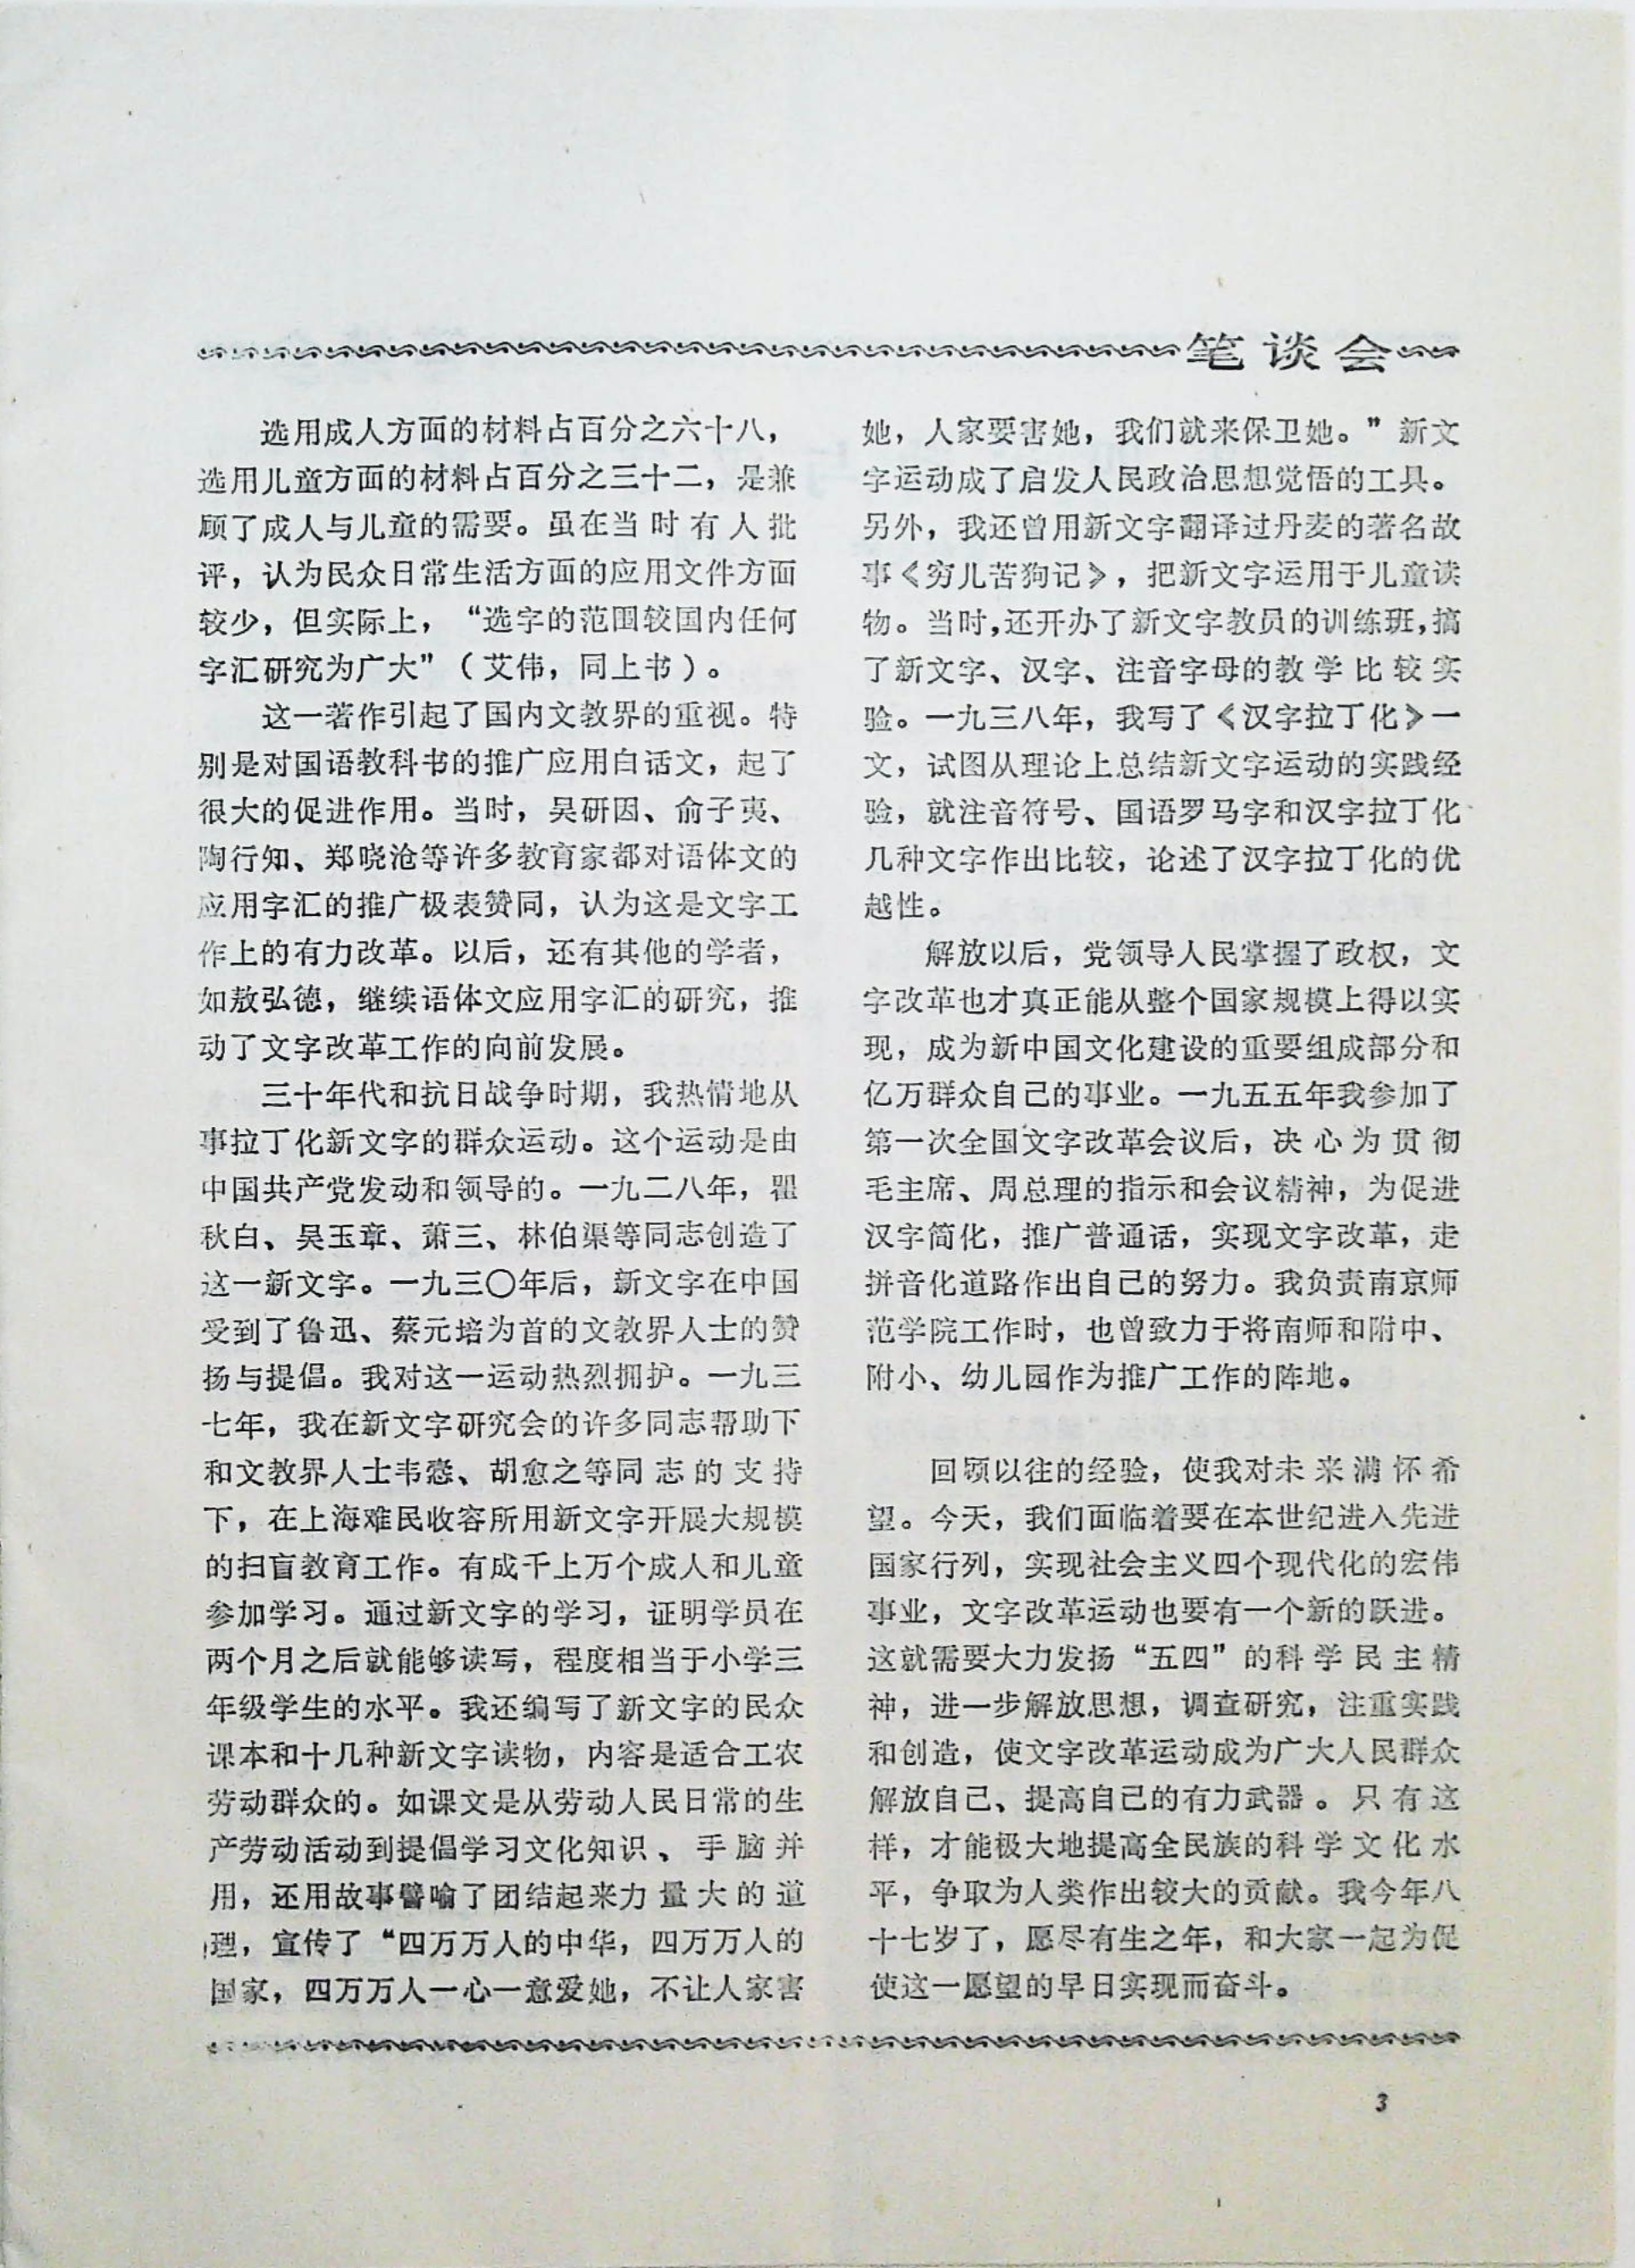 笔谈会
选用成人方面的材料占百分之六十八，
选用儿童方面的材料占百分之三十二，是兼
顾了成人与儿童的需要。虽在当时有人批
评，认为民众日常生活方面的应用文件方面
较少，但实际上，“选字的范围较国内任何
字汇研究为广大”（艾伟，同上书）。
这一著作引起了国内文教界的重视。特
别是对国语教科书的推广应用白话文，起了
很大的促进作用。当时，吴研因、俞子夷、
陶行知、郑晓沧等许多教育家都对语体文的
应用字汇的推广极表赞同，认为这是文字工
作上的有力改革。以后，还有其他的学者，
如敖弘德，继续语体文应用字汇的研究，推
动了文字改革工作的向前发展。
三十年代和抗日战争时期，我热情地从
事拉丁化新文字的群众运动。这个运动是由
中国共产党发动和领导的。一九二八年，瞿
秋白、吴玉章、萧三、林伯渠等同志创造了
这一新文字。一九三〇年后，新文字在中国
受到了鲁迅、蔡元培为首的文教界人士的赞
扬与提倡。我对这一运动热烈拥护。一九三
七年，我在新文字研究会的许多同志帮助下
和文教界人士韦悫、胡愈之等同志的支持
下，在上海难民收容所用新文字开展大规模
的扫盲教育工作。有成千上万个成人和儿童
参加学习。通过新文字的学习，证明学员在
两个月之后就能够读写，程度相当于小学三
年级学生的水平。我还编写了新文字的民众
课本和十几种新文字读物，内容是适合工农
劳动群众的。如课文是从劳动人民日常的生
产劳动活动到提倡学习文化知识、手脑并
用，还用故事譬喻了团结起来力量大的道
理，宣传了“四万万人的中华，四万万人的
国家，四万万人一心一意爱她，不让人家害
她，人家要害她，我们就来保卫她。”新文
字运动成了启发人民政治思想觉悟的工具。
另外，我还曾用新文字翻译过丹麦的著名故
事《穷儿苦狗记》，把新文字运用于儿童读
物。当时，还开办了新文字教员的训练班，搞
了新文字、汉字、注音字母的教学比较实
验。一九三八年，我写了《汉字拉丁化》一
文，试图从理论上总结新文字运动的实践经
验，就注音符号、国语罗马字和汉字拉丁化
几种文字作出比较，论述了汉字拉丁化的优
越性。
解放以后，党领导人民掌握了政权，文
字改革也才真正能从整个国家规模上得以实
现，成为新中国文化建设的重要组成部分和
亿万群众自己的事业。一九五五年我参加了
第一次全国文字改革会议后，决心为贯彻
毛主席、周总理的指示和会议精神，为促进
汉字简化，推广普通话，实现文字改革，走
拼音化道路作出自己的努力。我负责南京师
范学院工作时，也曾致力于将南师和附中、
附小、幼儿园作为推广工作的阵地。
回顾以往的经验，使我对未来满怀希
望。今天，我们面临着要在本世纪进入先进
国家行列，实现社会主义四个现代化的宏伟
事业，文字改革运动也要有一个新的跃进。
这就需要大力发扬“五四”的科学民主精
神，进一步解放思想，调查研究，注重实践
和创造，使文字改革运动成为广大人民群众
解放自己、提高自己的有力武器。只有这
样，才能极大地提高全民族的科学文化水
平，争取为人类作出较大的贡献。我今年八
十七岁了，愿尽有生之年，和大家一起为促
使这一愿望的早日实现而奋斗。
3